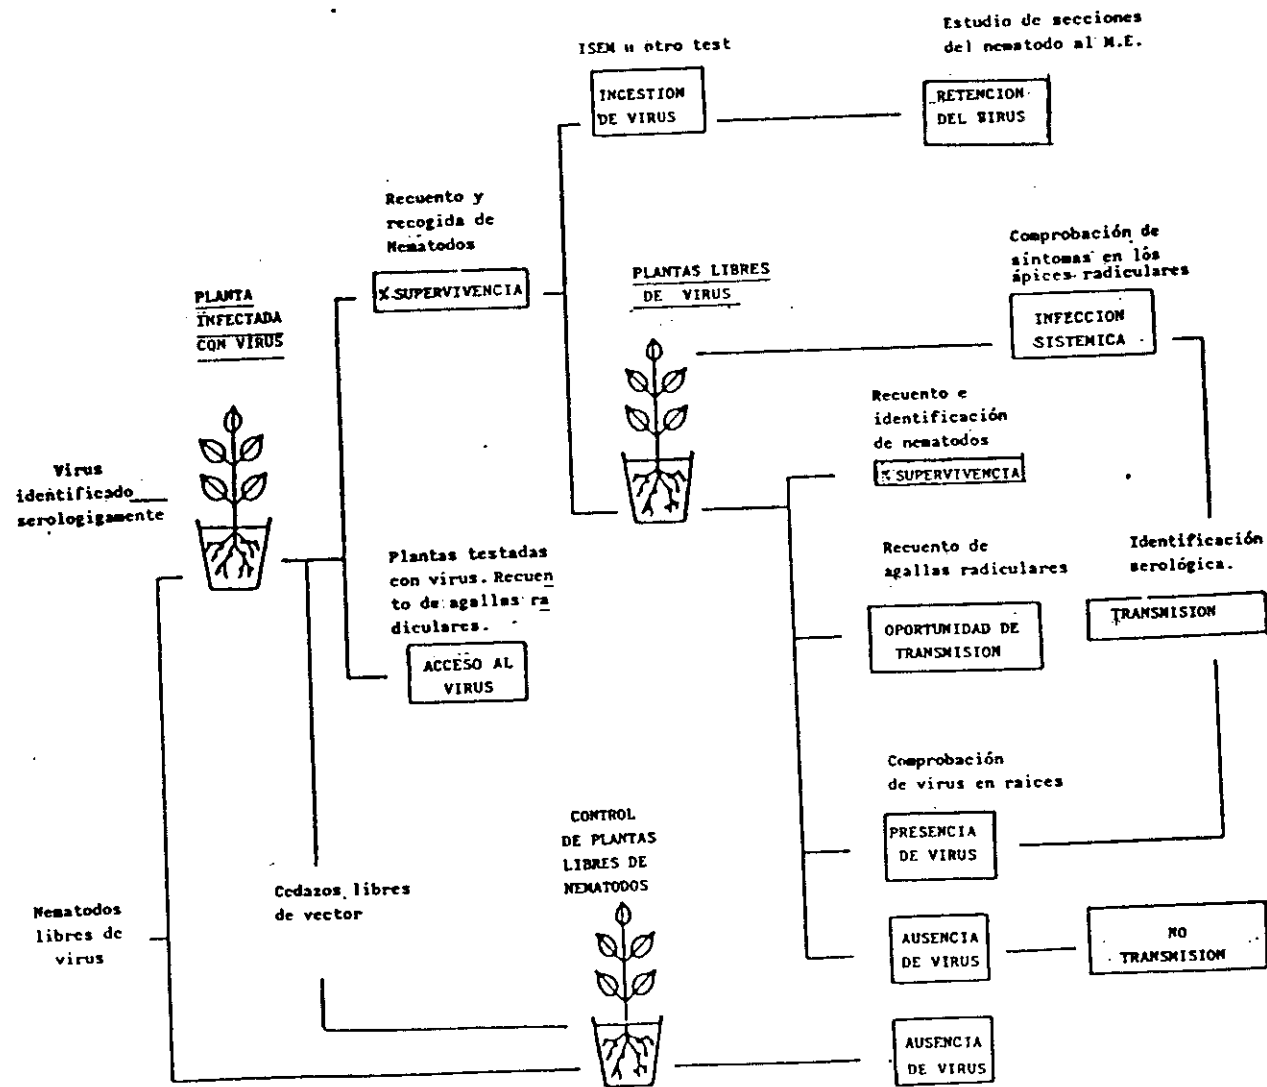 Estudio de secciones
del nematodo al M.E.
ISEM u otro test
INGESTION
DE VIRUS
RETENCION
DEL VIRUS
Recuento y
recogida de
Nematodos
% SUPERVIVENCIA
PLANTAS LIBRES
DE VIRUS
Comprobación de
síntomas en los
ápices radiculares
INFECCION
SISTEMICA
PLANTA
INFECTADA
CON VIRUS
Recuento e
identificación
de nematodos
% SUPERVIVENCIA
Virus
identificado
serologigamente
Plantas testadas
con virus. Recuen
to de agallas ra
diculares.
ACCESO AL
VIRUS
Recuento de
agallas radiculares
OPORTUNIDAD DE
TRANSMISION
Identificación
serológica.
TRANSMISION
Comprobación
de virus en raices
PRESENCIA
DE VIRUS
CONTROL
DE PLANTAS
LIBRES DE
NEMATODOS
Cedazos libres
de vector
Nematodos
libres de
virus
AUSENCIA
DE VIRUS
NO
TRANSMISION
AUSENCIA
DE VIRUS